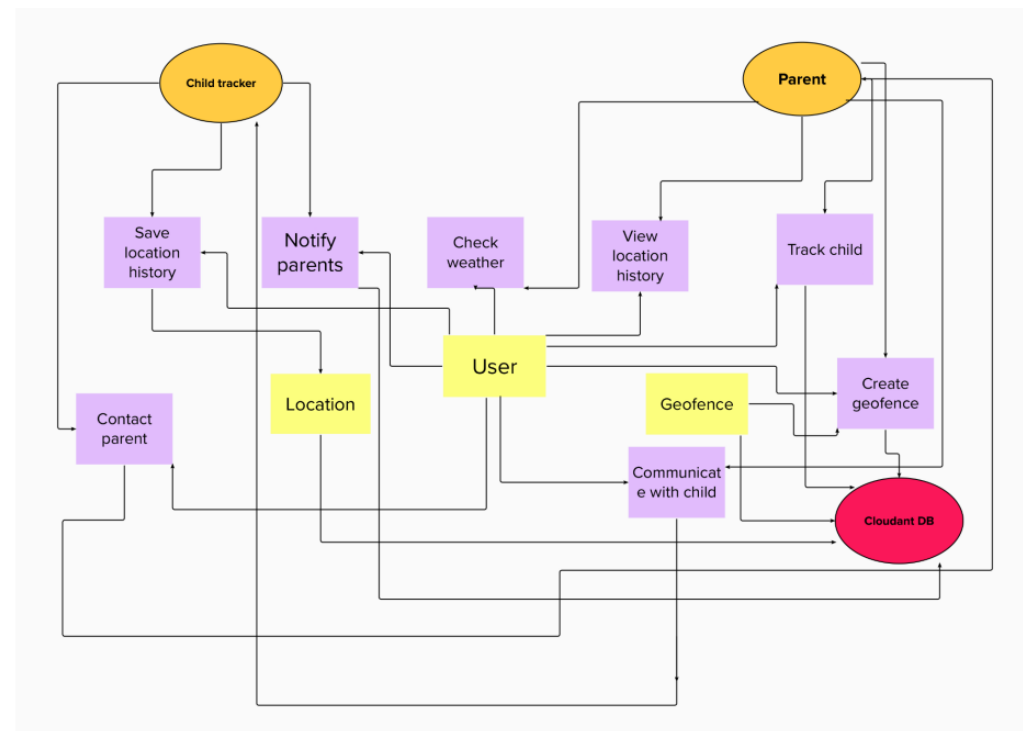 Child tracker
Parent
Save
location
history
Notify
parents
Check
weather
View
location
history
Track child
User
Location
Geofence
Create
geofence
Contact
parent
Communicat
e with child
Cloudant DB